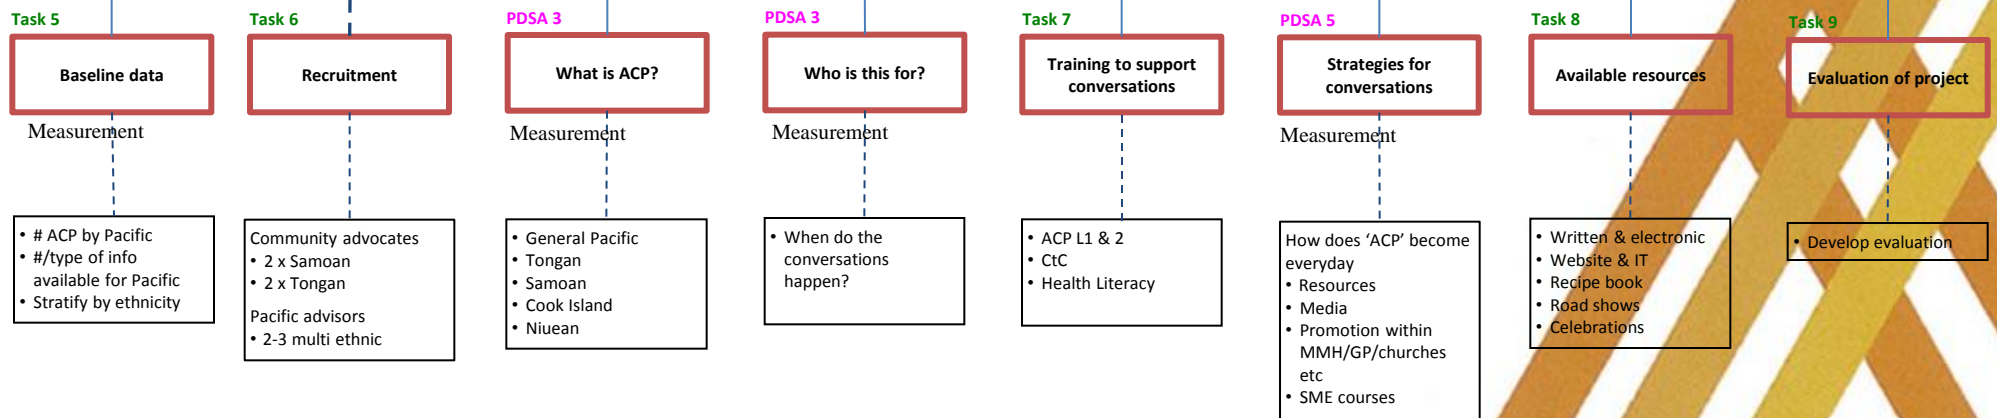 Task 5
Baseline data
Measurement
• # ACP by Pacific
• #/type of info
available for Pacific
• Stratify by ethnicity
Task 6
Recruitment
Community advocates
• 2 x Samoan
• 2 x Tongan
Pacific advisors
• 2-3 multi ethnic
PDSA 3
What is ACP?
Measurement
• General Pacific
• Tongan
• Samoan
• Cook Island
• Niuean
PDSA 3
Who is this for?
Measurement
• When do the
conversations
happen?
Task 7
Training to support
conversations
• ACP L1 & 2
• CtC
• Health Literacy
PDSA 5
Strategies for
conversations
Measurement
How does ‘ACP’ become
everyday
• Resources
• Media
• Promotion within
MMH/GP/churches
etc
• SME courses
Task 8
Available resources
• Written & electronic
• Website & IT
• Recipe book
• Road shows
• Celebrations
Task 9
Evaluation of project
• Develop evaluation